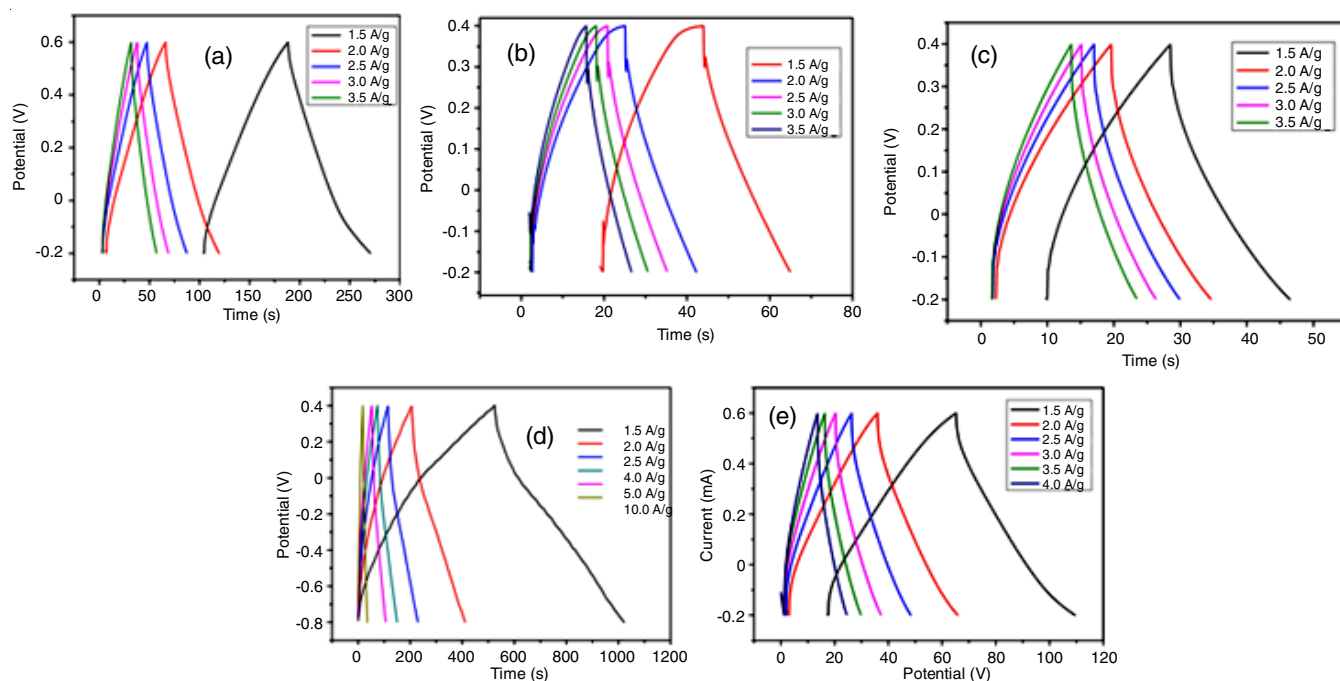 (a)
1.5 A/g
2.0 A/g
2.5 A/g
3.0 A/g
3.5 A/g
0.6
0.4
0.2
0
-0.2
Potential (V)
0 50 100 150 200 250 300
Time (s)
(b)
1.5 A/g
2.0 A/g
2.5 A/g
3.0 A/g
3.5 A/g
0.4
0.3
0.2
0.1
0
-0.1
-0.2
Potential (V)
0 20 40 60 80
Time (s)
(c)
1.5 A/g
2.0 A/g
2.5 A/g
3.0 A/g
3.5 A/g
0.4
0.3
0.2
0.1
0
-0.1
-0.2
Potential (V)
0 10 20 30 40 50
Time (s)
(d)
1.5 A/g
2.0 A/g
2.5 A/g
4.0 A/g
5.0 A/g
10.0 A/g
0.4
0.2
0
-0.2
-0.4
-0.6
-0.8
Potential (V)
0 200 400 600 800 1000 1200
Time (s)
(e)
1.5 A/g
2.0 A/g
2.5 A/g
3.0 A/g
3.5 A/g
4.0 A/g
0.6
0.4
0.2
0
-0.2
Current (mA)
0 20 40 60 80 100 120
Potential (V)